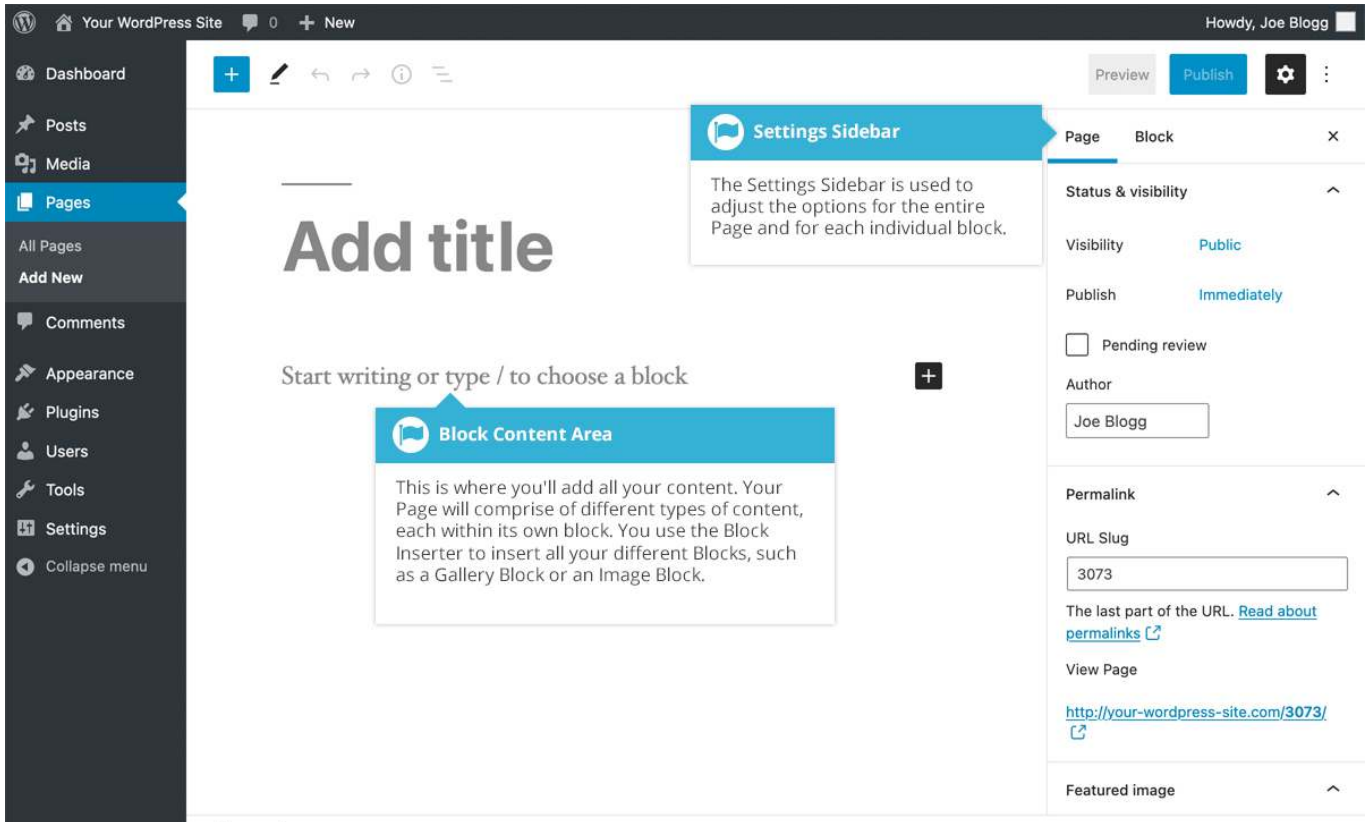 Your WordPress Site 0 + New Howdy, Joe Blogg
Dashboard
Posts
Media
Pages
All Pages
Add New
Comments
Appearance
Plugins
Users
Tools
Settings
Collapse menu
Preview Publish
Add title
Start writing or type / to choose a block
Settings Sidebar
The Settings Sidebar is used to
adjust the options for the entire
Page and for each individual block.
Block Content Area
This is where you'll add all your content. Your
Page will comprise of different types of content,
each within its own block. You use the Block
Inserter to insert all your different Blocks, such
as a Gallery Block or an Image Block.
Page Block
Status & visibility
Visibility Public
Publish Immediately
Pending review
Author
Joe Blogg
Permalink
URL Slug
3073
The last part of the URL. Read about
permalinks
View Page
http://your-wordpress-site.com/3073/
Featured image